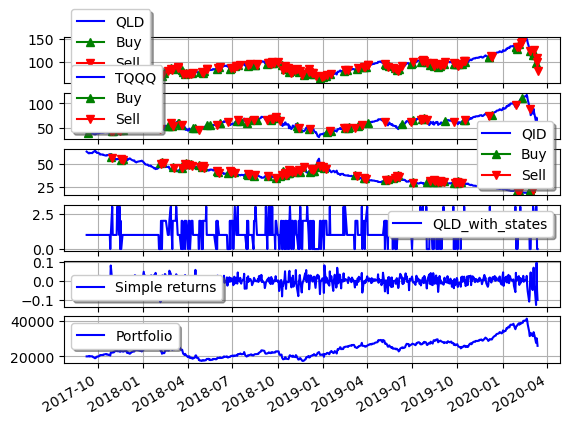 QLD
Buy
Sell
150
100
TQQQ
Buy
Sell
100
50
QID
Buy
Sell
50
25
QLD_with_states
2.5
0.0
Simple returns
0.1
0.0
−0.1
Portfolio
40000
20000
2017-10
2018-01
2018-04
2018-07
2018-10
2019-01
2019-04
2019-07
2019-10
2020-01
2020-04